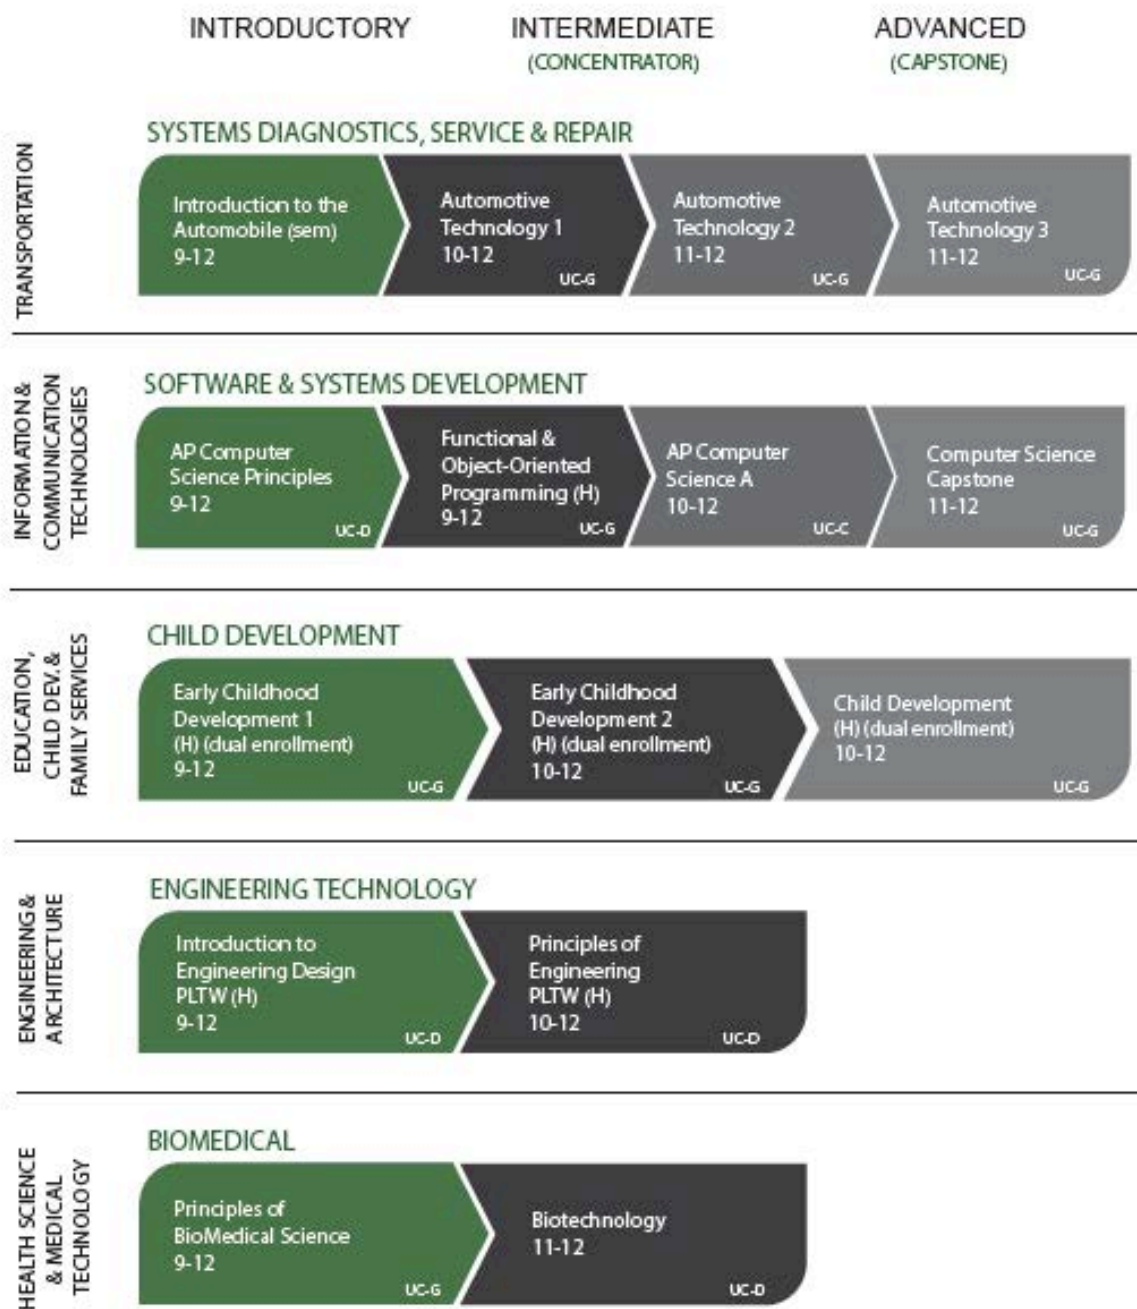 INTRODUCTORY
INTERMEDIATE
(CONCENTRATOR)
ADVANCED
(CAPSTONE)
TRANSPORTATION
SYSTEMS DIAGNOSTICS, SERVICE & REPAIR
Introduction to the
Automobile (sem)
9-12
Automotive
Technology 1
10-12
UC-G
Automotive
Technology 2
11-12
UC-G
Automotive
Technology 3
11-12
UC-G
INFORMATION &
COMMUNICATION
TECHNOLOGIES
SOFTWARE & SYSTEMS DEVELOPMENT
AP Computer
Science Principles
9-12
UC-D
Functional &
Object-Oriented
Programming (H)
9-12
UC-G
AP Computer
Science A
10-12
UC-C
Computer Science
Capstone
11-12
UC-G
EDUCATION,
CHILD DEV. &
FAMILY SERVICES
CHILD DEVELOPMENT
Early Childhood
Development 1
(H) (dual enrollment)
9-12
UC-G
Early Childhood
Development 2
(H) (dual enrollment)
10-12
UC-G
Child Development
(H) (dual enrollment)
10-12
UC-G
ENGINEERING &
ARCHITECTURE
ENGINEERING TECHNOLOGY
Introduction to
Engineering Design
PLTW (H)
9-12
UC-D
Principles of
Engineering
PLTW (H)
10-12
UC-D
HEALTH SCIENCE
& MEDICAL
TECHNOLOGY
BIOMEDICAL
Principles of
BioMedical Science
9-12
UC-G
Biotechnology
11-12
UC-D